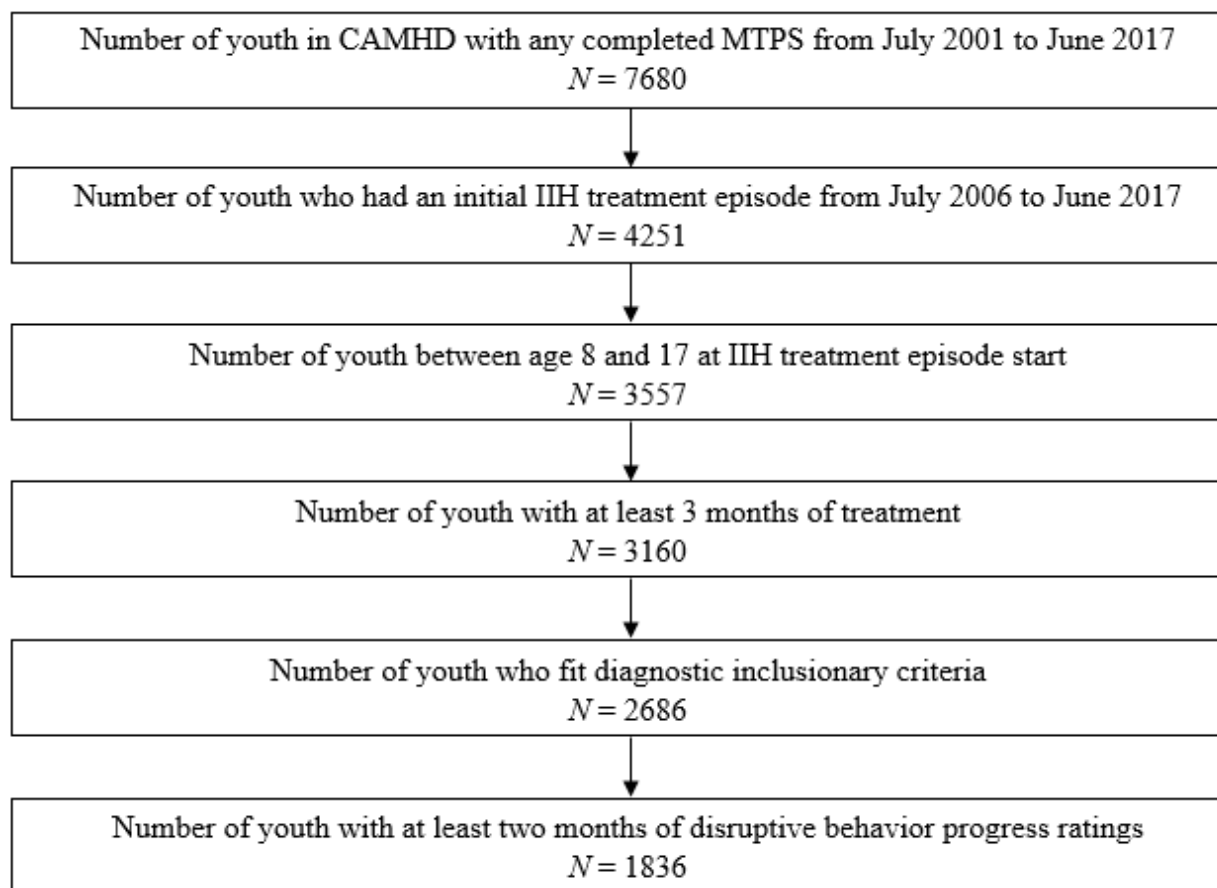 Number of youth in CAMHD with any completed MTPS from July 2001 to June 2017
N = 7680
Number of youth who had an initial IIH treatment episode from July 2006 to June 2017
N = 4251
Number of youth between age 8 and 17 at IIH treatment episode start
N = 3557
Number of youth with at least 3 months of treatment
N = 3160
Number of youth who fit diagnostic inclusionary criteria
N = 2686
Number of youth with at least two months of disruptive behavior progress ratings
N = 1836